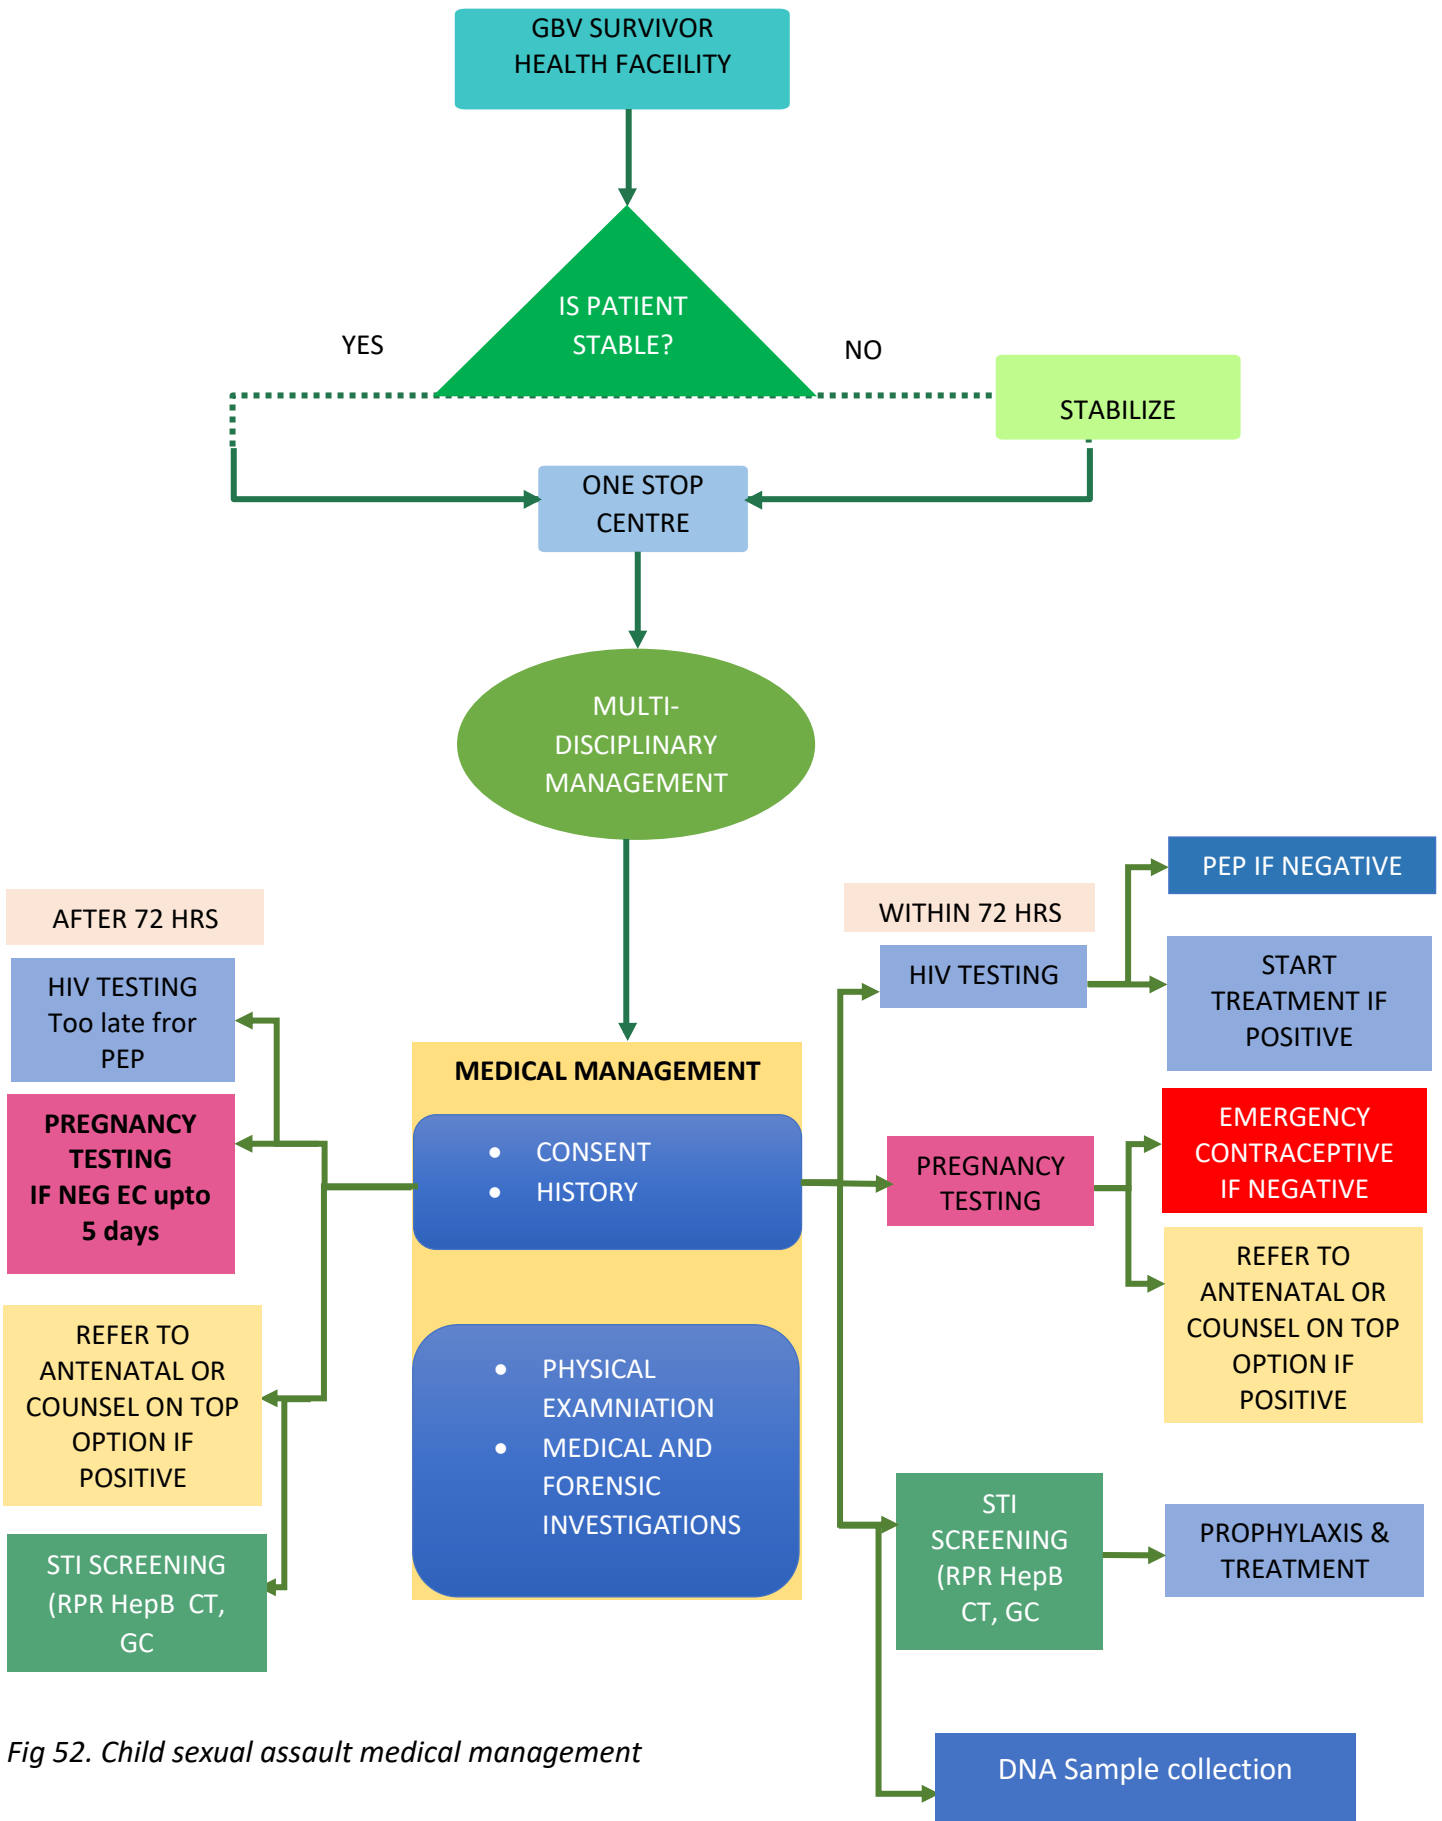 GBV SURVIVOR
HEALTH FACEILITY
IS PATIENT
STABLE?
YES
NO
STABILIZE
ONE STOP
CENTRE
MULTI-
DISCIPLINARY
MANAGEMENT
AFTER 72 HRS
HIV TESTING
Too late fror
PEP
PREGNANCY
TESTING
IF NEG EC upto
5 days
REFER TO
ANTENATAL OR
COUNSEL ON TOP
OPTION IF
POSITIVE
STI SCREENING
(RPR HepB  CT,
GC
MEDICAL MANAGEMENT
• CONSENT
• HISTORY
• PHYSICAL
EXAMNIATION
• MEDICAL AND
FORENSIC
INVESTIGATIONS
WITHIN 72 HRS
HIV TESTING
PEP IF NEGATIVE
START
TREATMENT IF
POSITIVE
PREGNANCY
TESTING
EMERGENCY
CONTRACEPTIVE
IF NEGATIVE
REFER TO
ANTENATAL OR
COUNSEL ON TOP
OPTION IF
POSITIVE
STI
SCREENING
(RPR HepB
CT, GC
PROPHYLAXIS &
TREATMENT
DNA Sample collection
Fig 52. Child sexual assault medical management